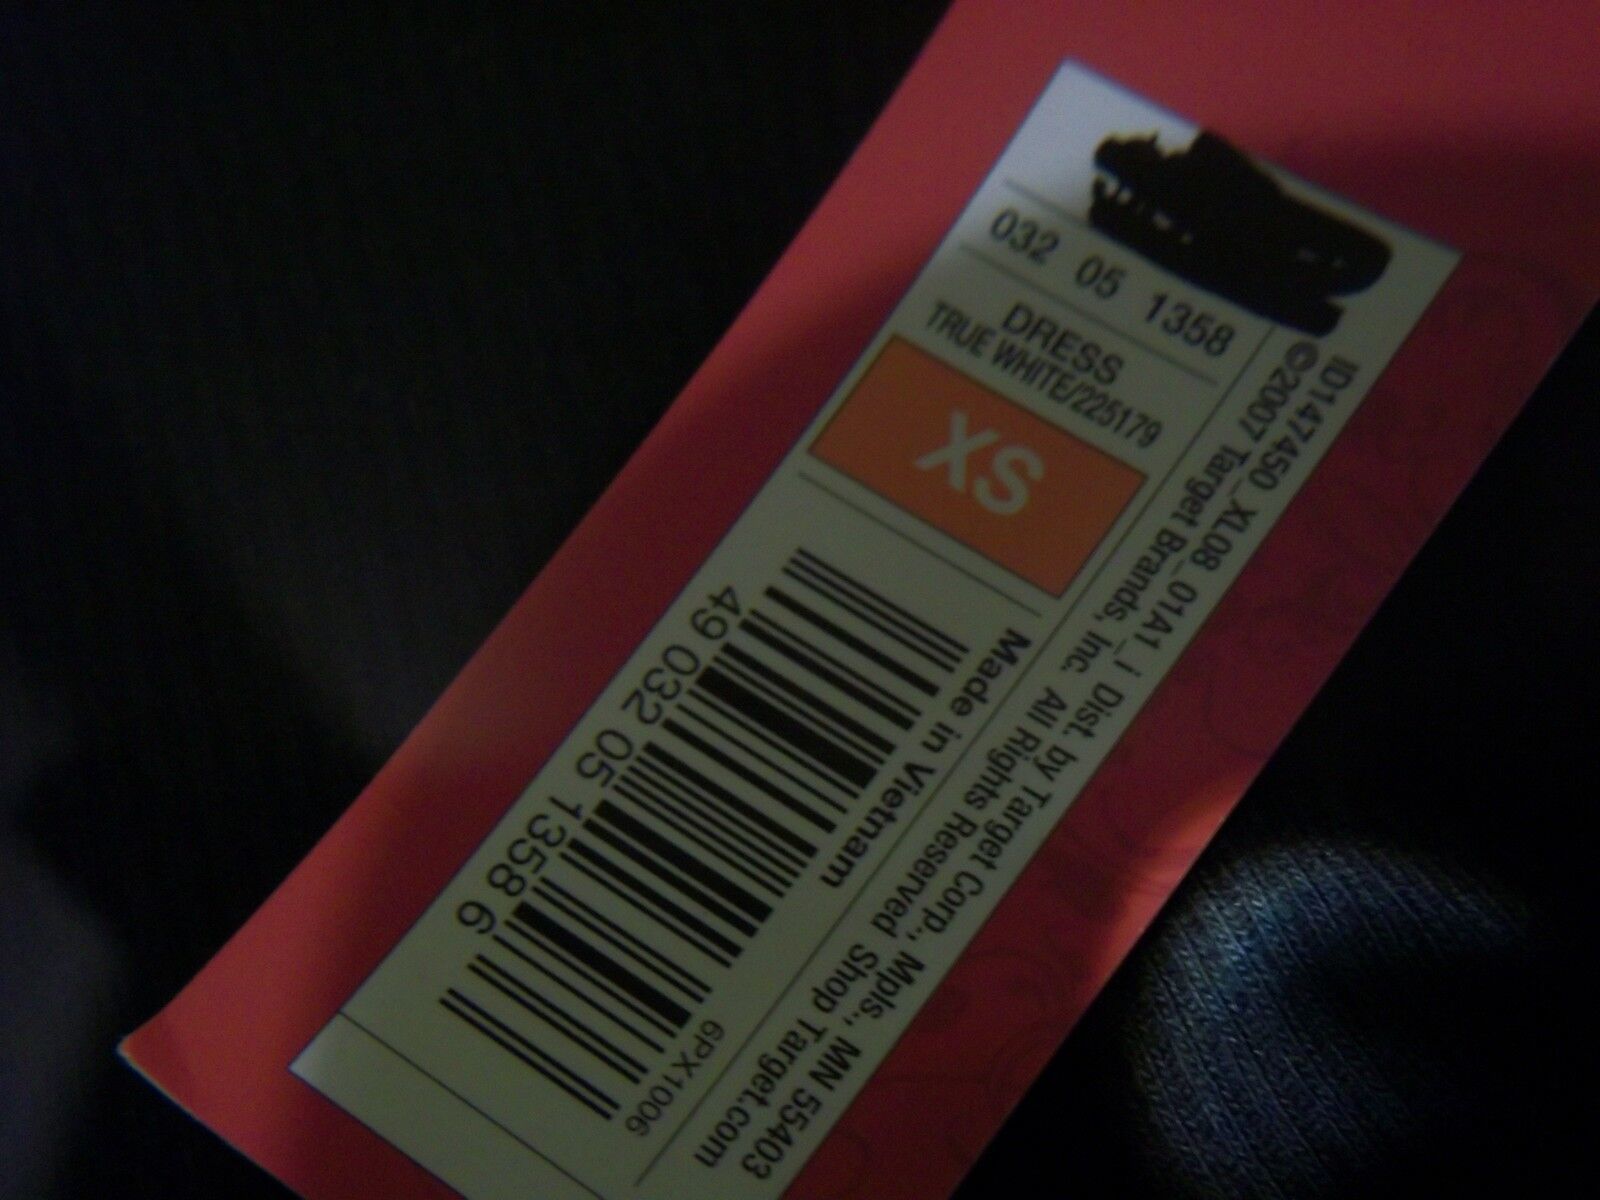 032 05 1358
DRESS
TRUE WHITE/225179
XS
Made in Vietnam
49 032 05 1358 6
6PX1006
©2007 Target Brands, Inc. All Rights Reserved Shop Target.com
ID147450_XL08_01A1_i Dist. by Target Corp., Mpls., MN 55403